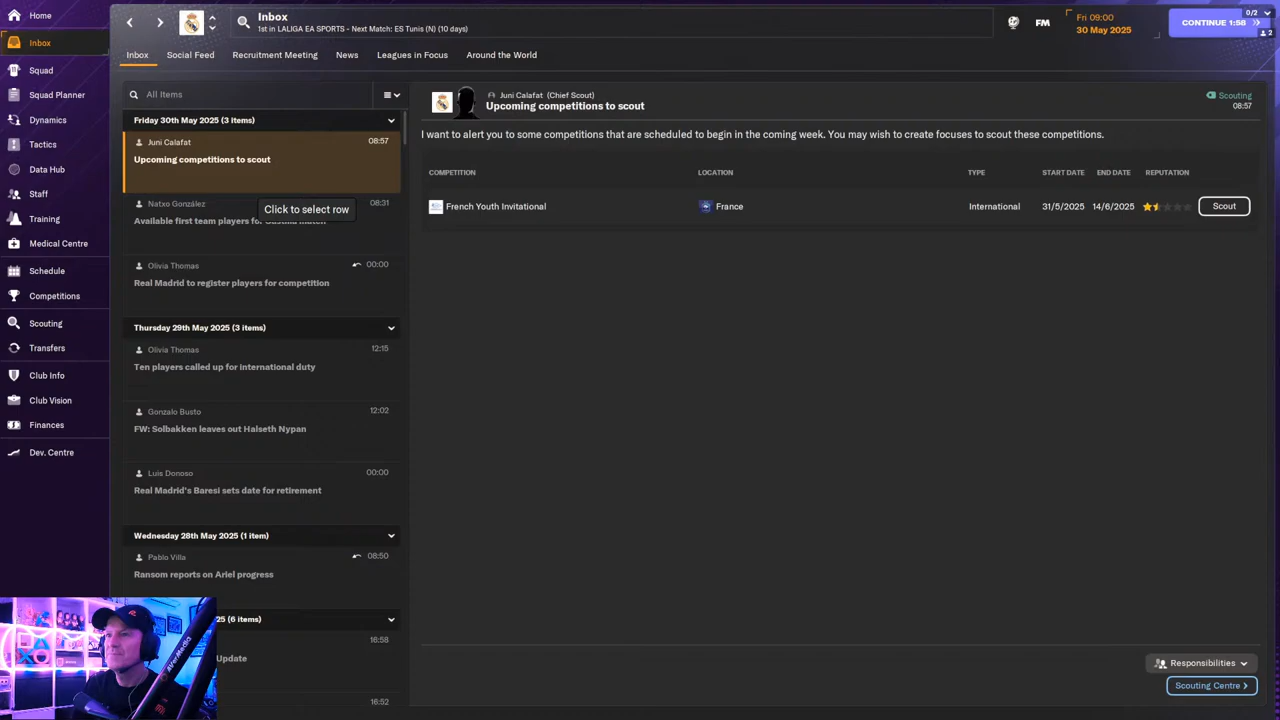 Home
Inbox
Squad
Squad Planner
Dynamics
Tactics
Data Hub
Staff
Training
Medical Centre
Schedule
Competitions
Scouting
Transfers
Club Info
Club Vision
Finances
Dev. Centre
Inbox
1st in LALIGA EA SPORTS - Next Match: ES Tunis (N) (10 days)
FM
Fri 09:00
30 May 2025
CONTINUE 1:58
0/2
2
Inbox
Social Feed
Recruitment Meeting
News
Leagues in Focus
Around the World
All Items
Friday 30th May 2025 (3 items)
Juni Calafat 08:57
Upcoming competitions to scout
Natxo González 08:31
Available first team players for
Click to select row
Olivia Thomas 00:00
Real Madrid to register players for competition
Thursday 29th May 2025 (3 items)
Olivia Thomas 12:15
Ten players called up for international duty
Gonzalo Busto 12:02
FW: Solbakken leaves out Halseth Nypan
Luis Donoso 00:00
Real Madrid's Baresi sets date for retirement
Wednesday 28th May 2025 (1 item)
Pablo Villa 08:50
Ransom reports on Ariel progress
25 (6 items)
16:58
Update
16:52
Juni Calafat (Chief Scout)
Upcoming competitions to scout
Scouting
08:57
I want to alert you to some competitions that are scheduled to begin in the coming week. You may wish to create focuses to scout these competitions.
COMPETITION LOCATION TYPE START DATE END DATE REPUTATION
French Youth Invitational France International 31/5/2025 14/6/2025 Scout
Responsibilities
Scouting Centre
AVerMedia